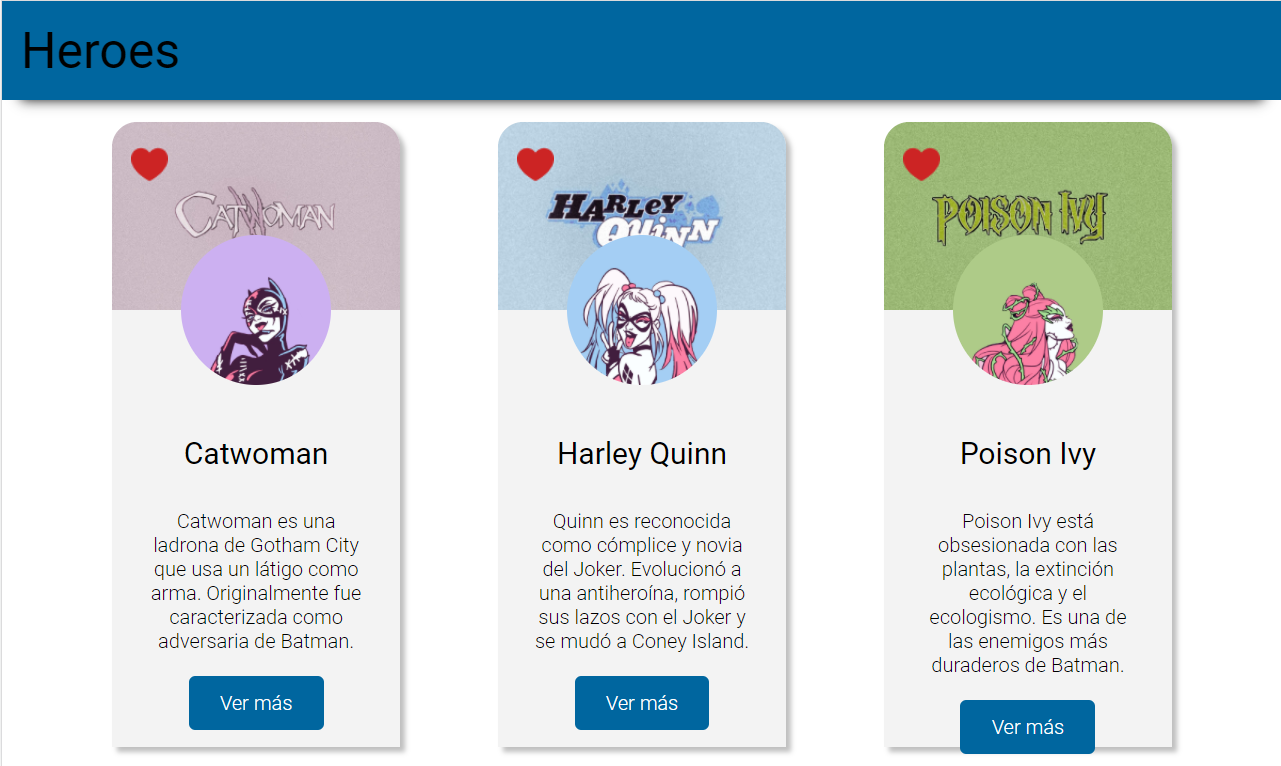 Heroes
CATWOMAN
Catwoman
Catwoman es una
ladrona de Gotham City
que usa un látigo como
arma. Originalmente fue
caracterizada como
adversaria de Batman.
Ver más
HARLEY
QUINN
Harley Quinn
Quinn es reconocida
como cómplice y novia
del Joker. Evolucionó a
una antiheroína, rompió
sus lazos con el Joker y
se mudó a Coney Island.
Ver más
POISON IVY
Poison Ivy
Poison Ivy está
obsesionada con las
plantas, la extinción
ecológica y el
ecologismo. Es una de
las enemigos más
duraderos de Batman.
Ver más